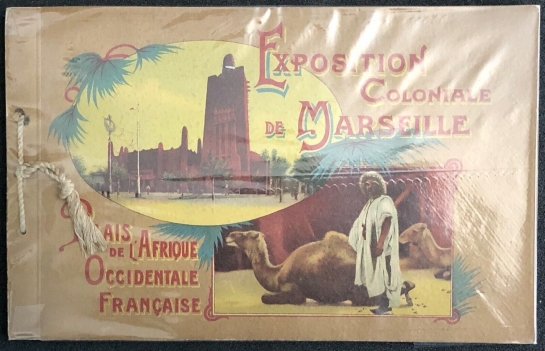 Exposition
Coloniale
de Marseille
Palais
de l'Afrique
Occidentale
Française